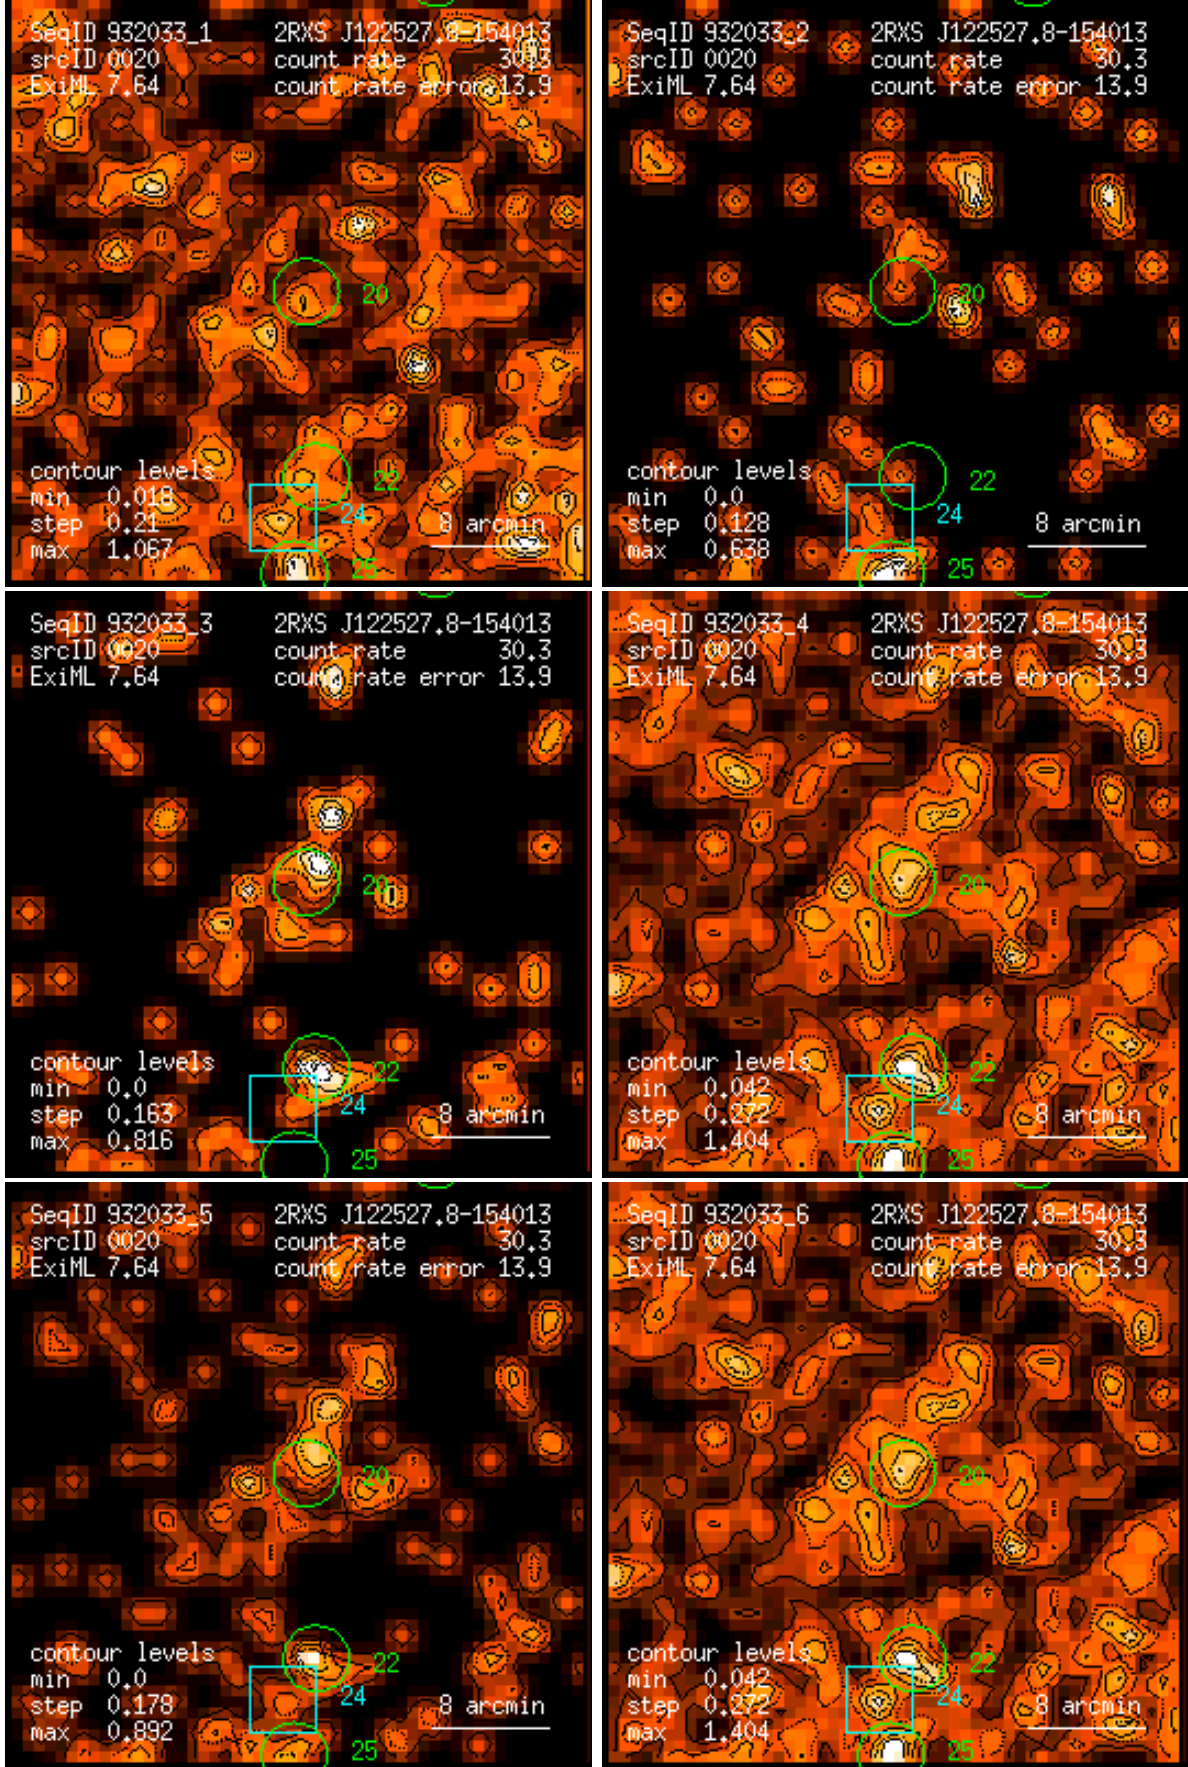 SeqID 932033_1 2RXS J122527.8-154013
srcID 0020 count rate 30.3
ExiML 7.64 count rate error 13.9
20
22
24
25
contour levels
min 0.018
step 0.21
max 1.067
8 arcmin
SeqID 932033_2 2RXS J122527.8-154013
srcID 0020 count rate 30.3
ExiML 7.64 count rate error 13.9
20
22
24
25
contour levels
min 0.0
step 0.128
max 0.638
8 arcmin
SeqID 932033_3 2RXS J122527.8-154013
srcID 0020 count rate 30.3
ExiML 7.64 count rate error 13.9
20
22
24
25
contour levels
min 0.0
step 0.163
max 0.816
8 arcmin
SeqID 932033_4 2RXS J122527.8-154013
srcID 0020 count rate 30.3
ExiML 7.64 count rate error 13.9
20
22
24
25
contour levels
min 0.042
step 0.272
max 1.404
8 arcmin
SeqID 932033_5 2RXS J122527.8-154013
srcID 0020 count rate 30.3
ExiML 7.64 count rate error 13.9
20
22
24
25
contour levels
min 0.0
step 0.178
max 0.892
8 arcmin
SeqID 932033_6 2RXS J122527.8-154013
srcID 0020 count rate 30.3
ExiML 7.64 count rate error 13.9
20
22
24
25
contour levels
min 0.042
step 0.272
max 1.404
8 arcmin